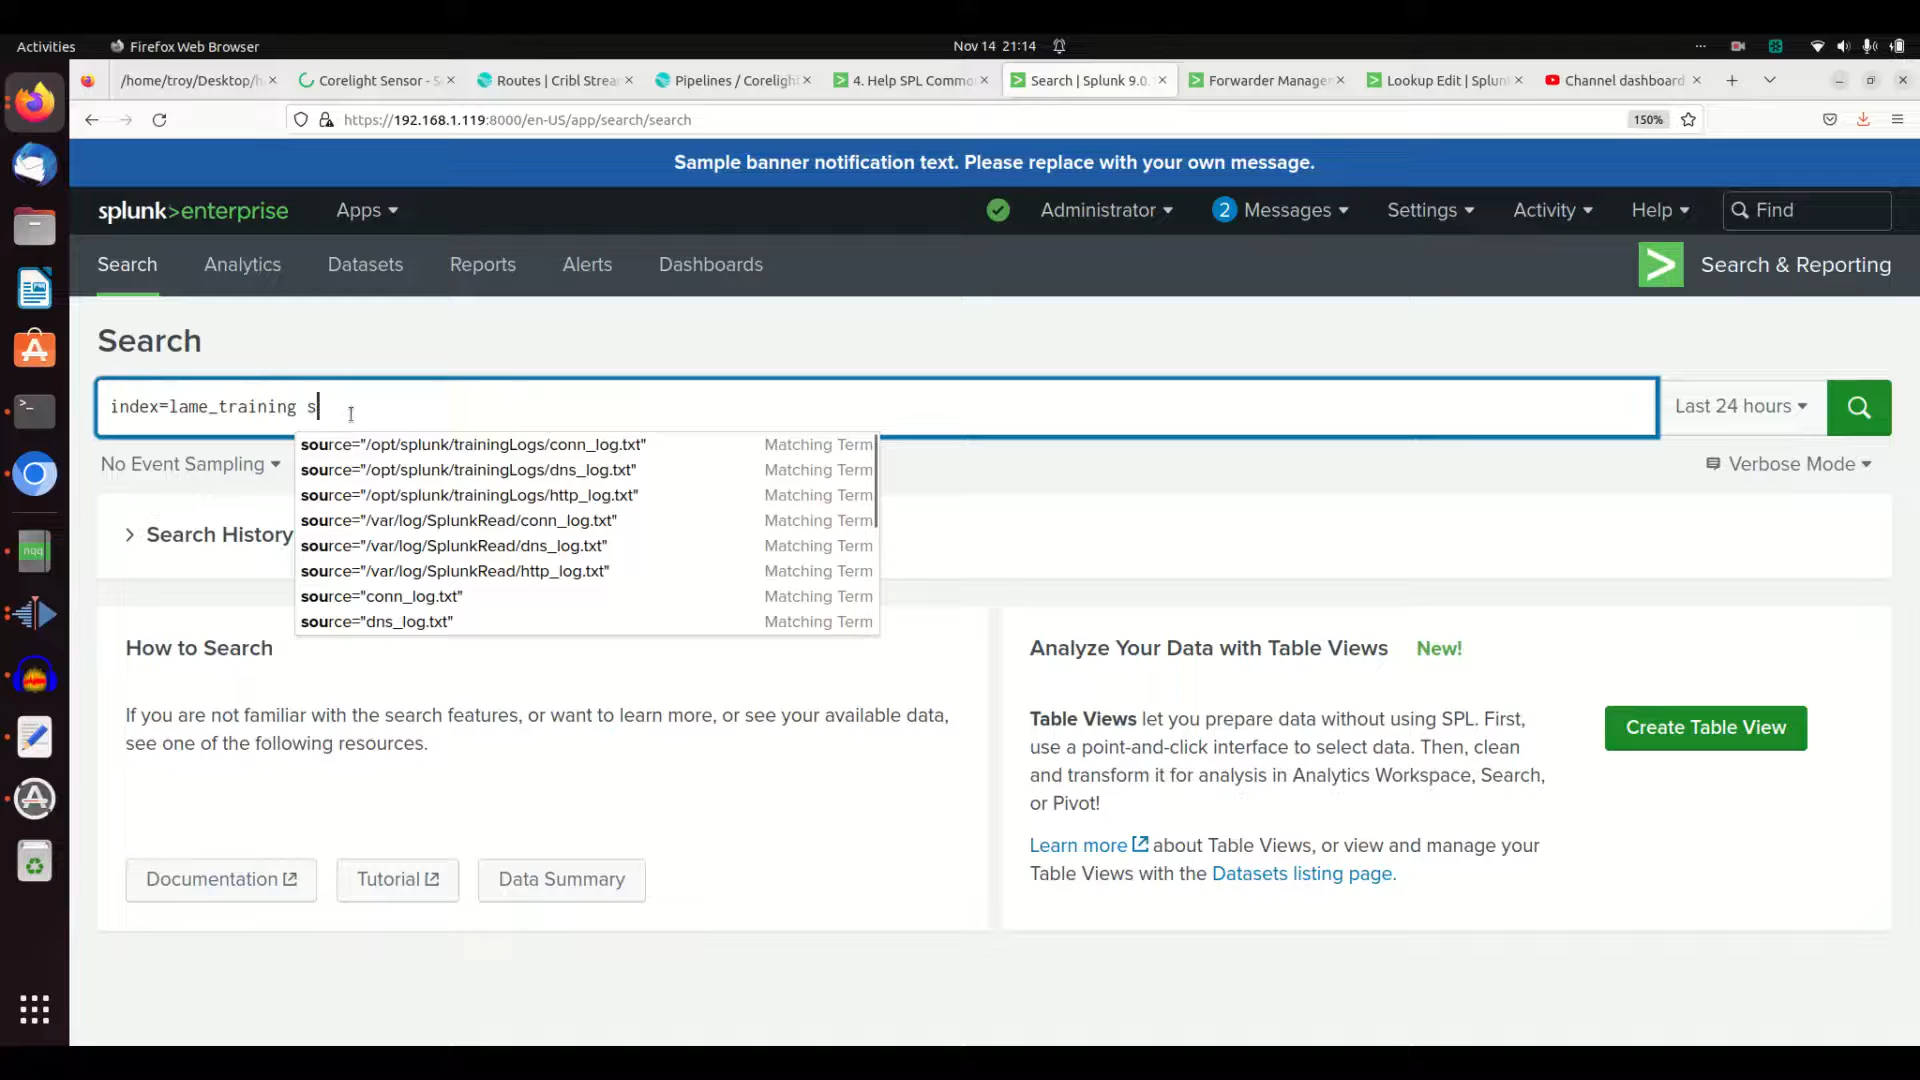 Activities
Firefox Web Browser
Nov 14 21:14
/home/troy/Desktop/h
Corelight Sensor - S
Routes | Cribl Strea
Pipelines / Corelight
4. Help SPL Commo
Search | Splunk 9.0.
Forwarder Manage
Lookup Edit | Splun
Channel dashboard
https://192.168.1.119:8000/en-US/app/search/search
150%
Sample banner notification text. Please replace with your own message.
splunk>enterprise
Apps
Administrator
2 Messages
Settings
Activity
Help
Find
Search
Analytics
Datasets
Reports
Alerts
Dashboards
Search & Reporting
Search
index=lame_training s
Last 24 hours
source="/opt/splunk/trainingLogs/conn_log.txt" Matching Term
source="/opt/splunk/trainingLogs/dns_log.txt" Matching Term
source="/opt/splunk/trainingLogs/http_log.txt" Matching Term
source="/var/log/SplunkRead/conn_log.txt" Matching Term
source="/var/log/SplunkRead/dns_log.txt" Matching Term
source="/var/log/SplunkRead/http_log.txt" Matching Term
source="conn_log.txt" Matching Term
source="dns_log.txt" Matching Term
No Event Sampling
Verbose Mode
Search History
How to Search
If you are not familiar with the search features, or want to learn more, or see your available data,
see one of the following resources.
Documentation
Tutorial
Data Summary
Analyze Your Data with Table Views New!
Table Views let you prepare data without using SPL. First,
use a point-and-click interface to select data. Then, clean
and transform it for analysis in Analytics Workspace, Search,
or Pivot!
Learn more about Table Views, or view and manage your
Table Views with the Datasets listing page.
Create Table View
nqq